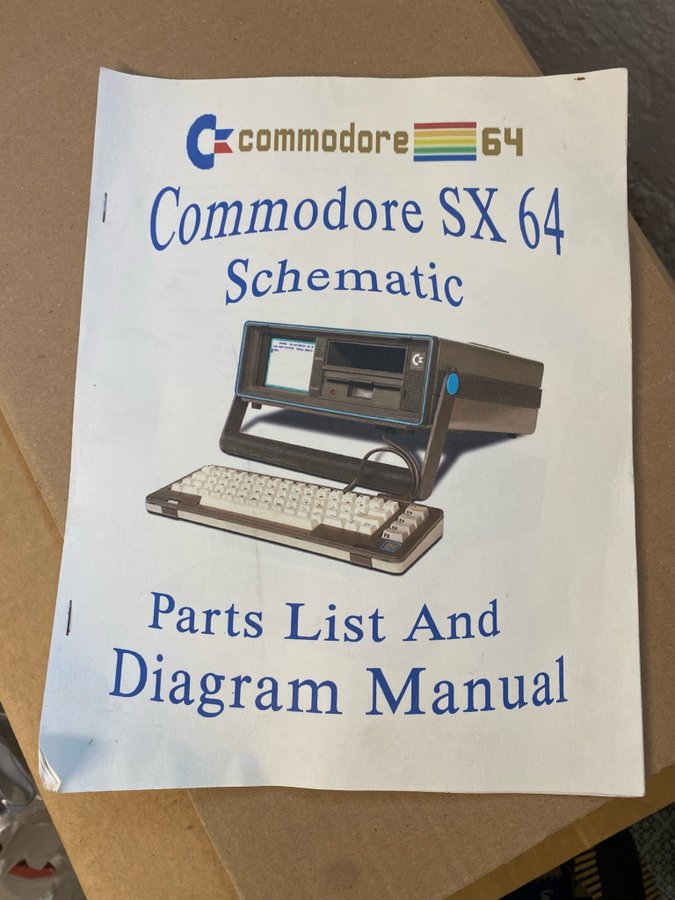 commodore 64
Commodore SX 64
Schematic
Parts List And
Diagram Manual